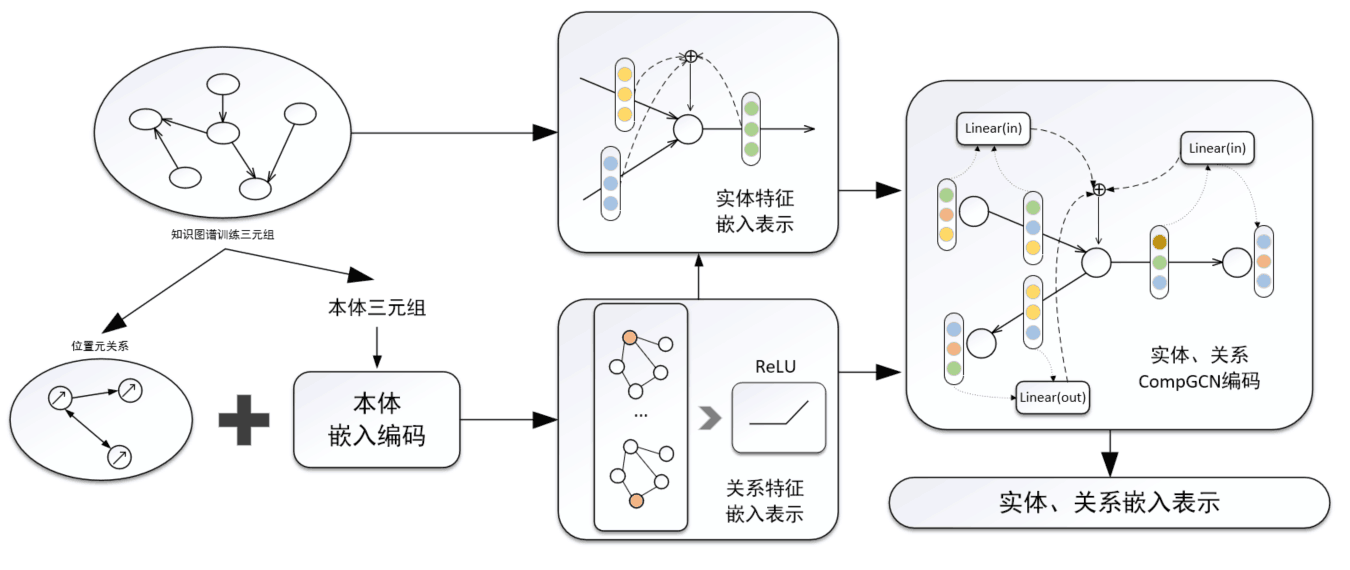 知识图谱训练三元组
位置元关系
本体三元组
本体
嵌入编码
实体特征
嵌入表示
...
ReLU
关系特征
嵌入表示
Linear(in)
Linear(in)
Linear(out)
实体、关系
CompGCN编码
实体、关系嵌入表示